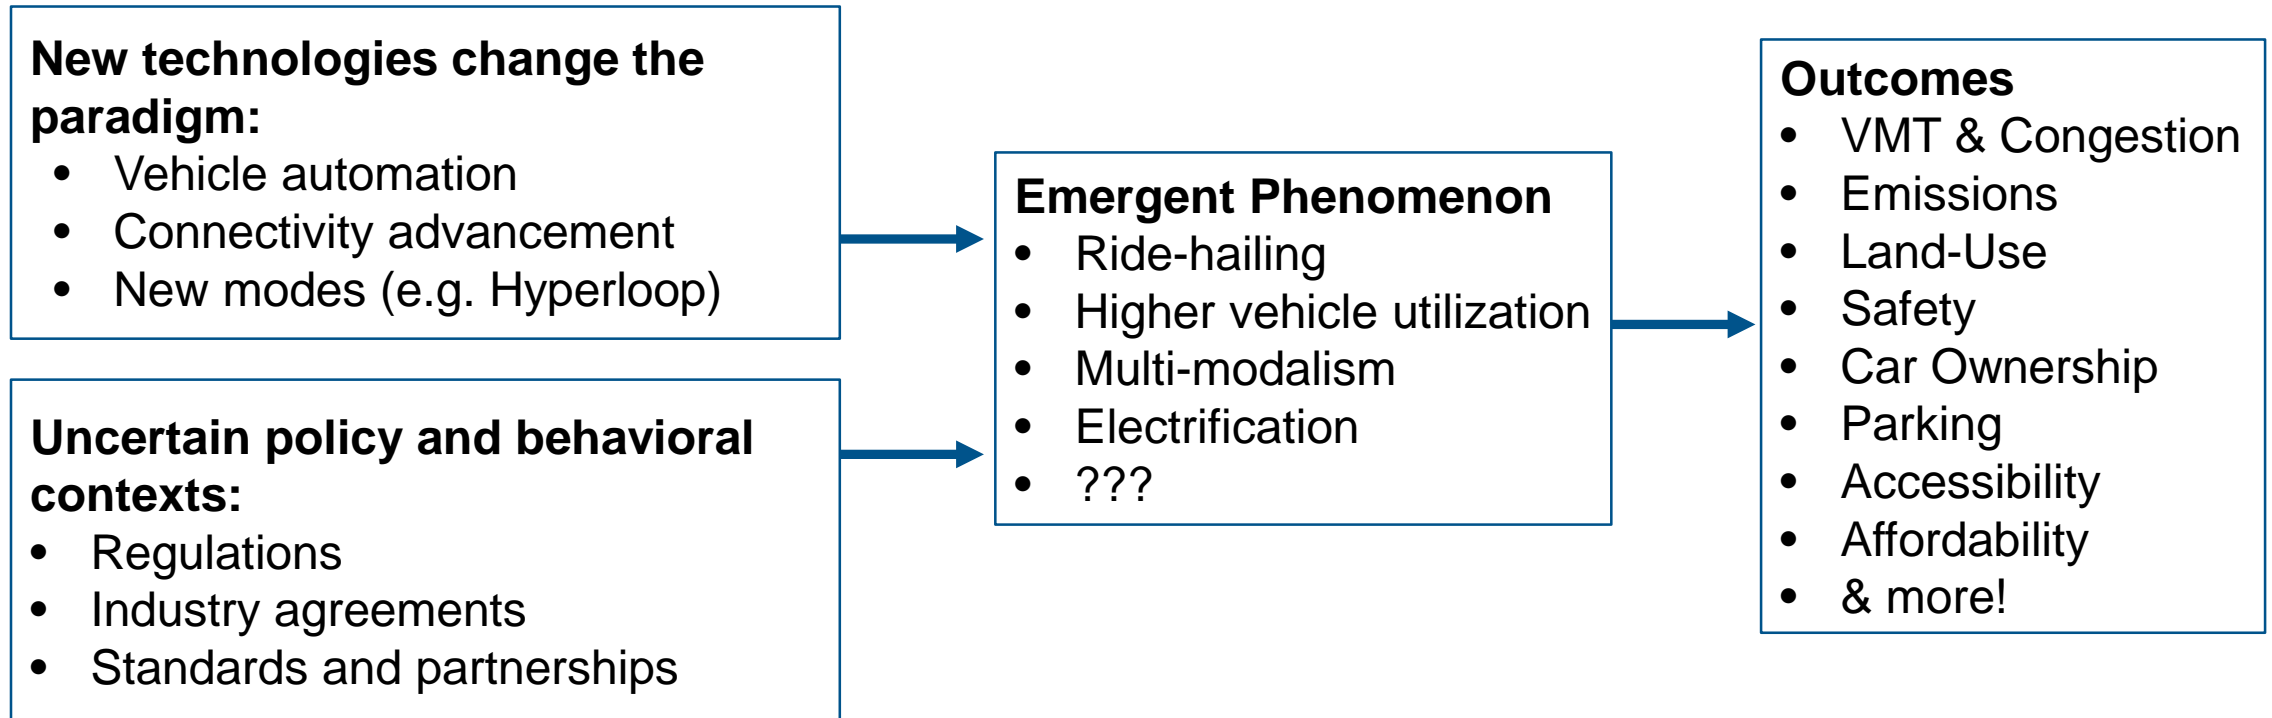 New technologies change the
paradigm:
• Vehicle automation
• Connectivity advancement
• New modes (e.g. Hyperloop)
Uncertain policy and behavioral
contexts:
• Regulations
• Industry agreements
• Standards and partnerships
Emergent Phenomenon
• Ride-hailing
• Higher vehicle utilization
• Multi-modalism
• Electrification
• ???
Outcomes
• VMT & Congestion
• Emissions
• Land-Use
• Safety
• Car Ownership
• Parking
• Accessibility
• Affordability
• & more!